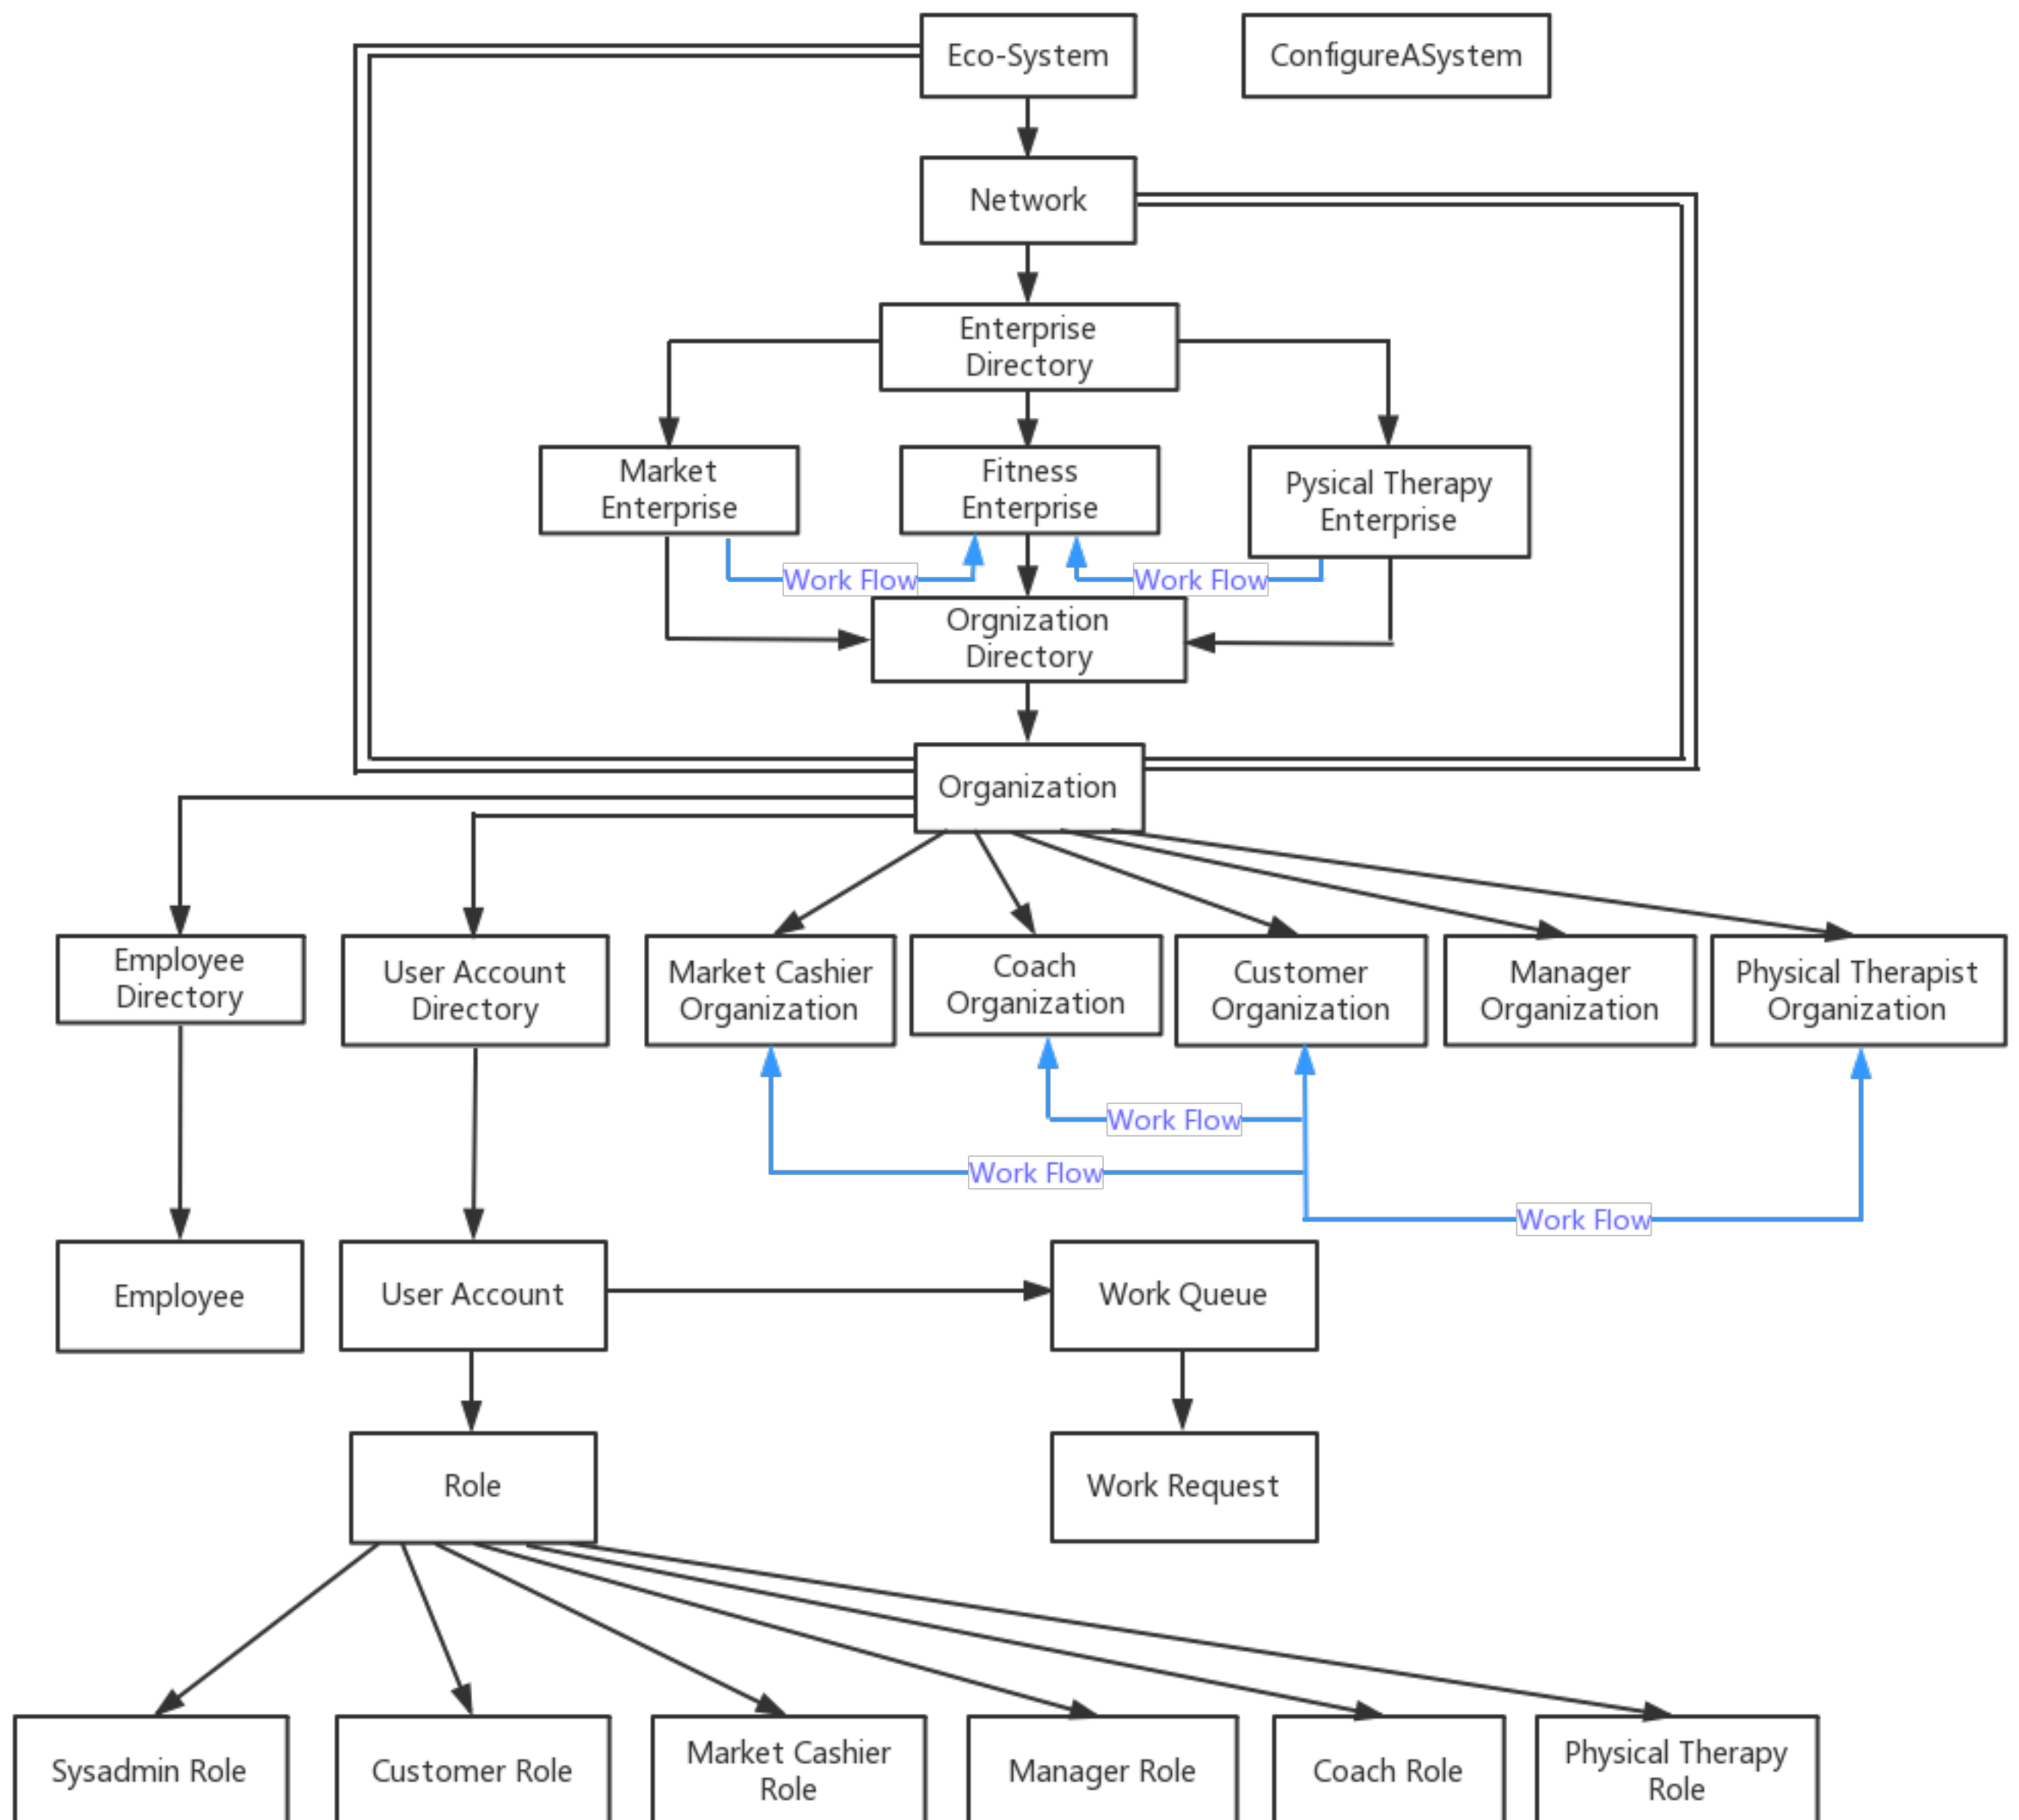 Eco-System
ConfigureASystem
Network
Enterprise
Directory
Market
Enterprise
Fitness
Enterprise
Pysical Therapy
Enterprise
Work Flow
Work Flow
Orgnization
Directory
Organization
Employee
Directory
User Account
Directory
Market Cashier
Organization
Coach
Organization
Customer
Organization
Manager
Organization
Physical Therapist
Organization
Work Flow
Work Flow
Work Flow
Employee
User Account
Work Queue
Role
Work Request
Sysadmin Role
Customer Role
Market Cashier
Role
Manager Role
Coach Role
Physical Therapy
Role